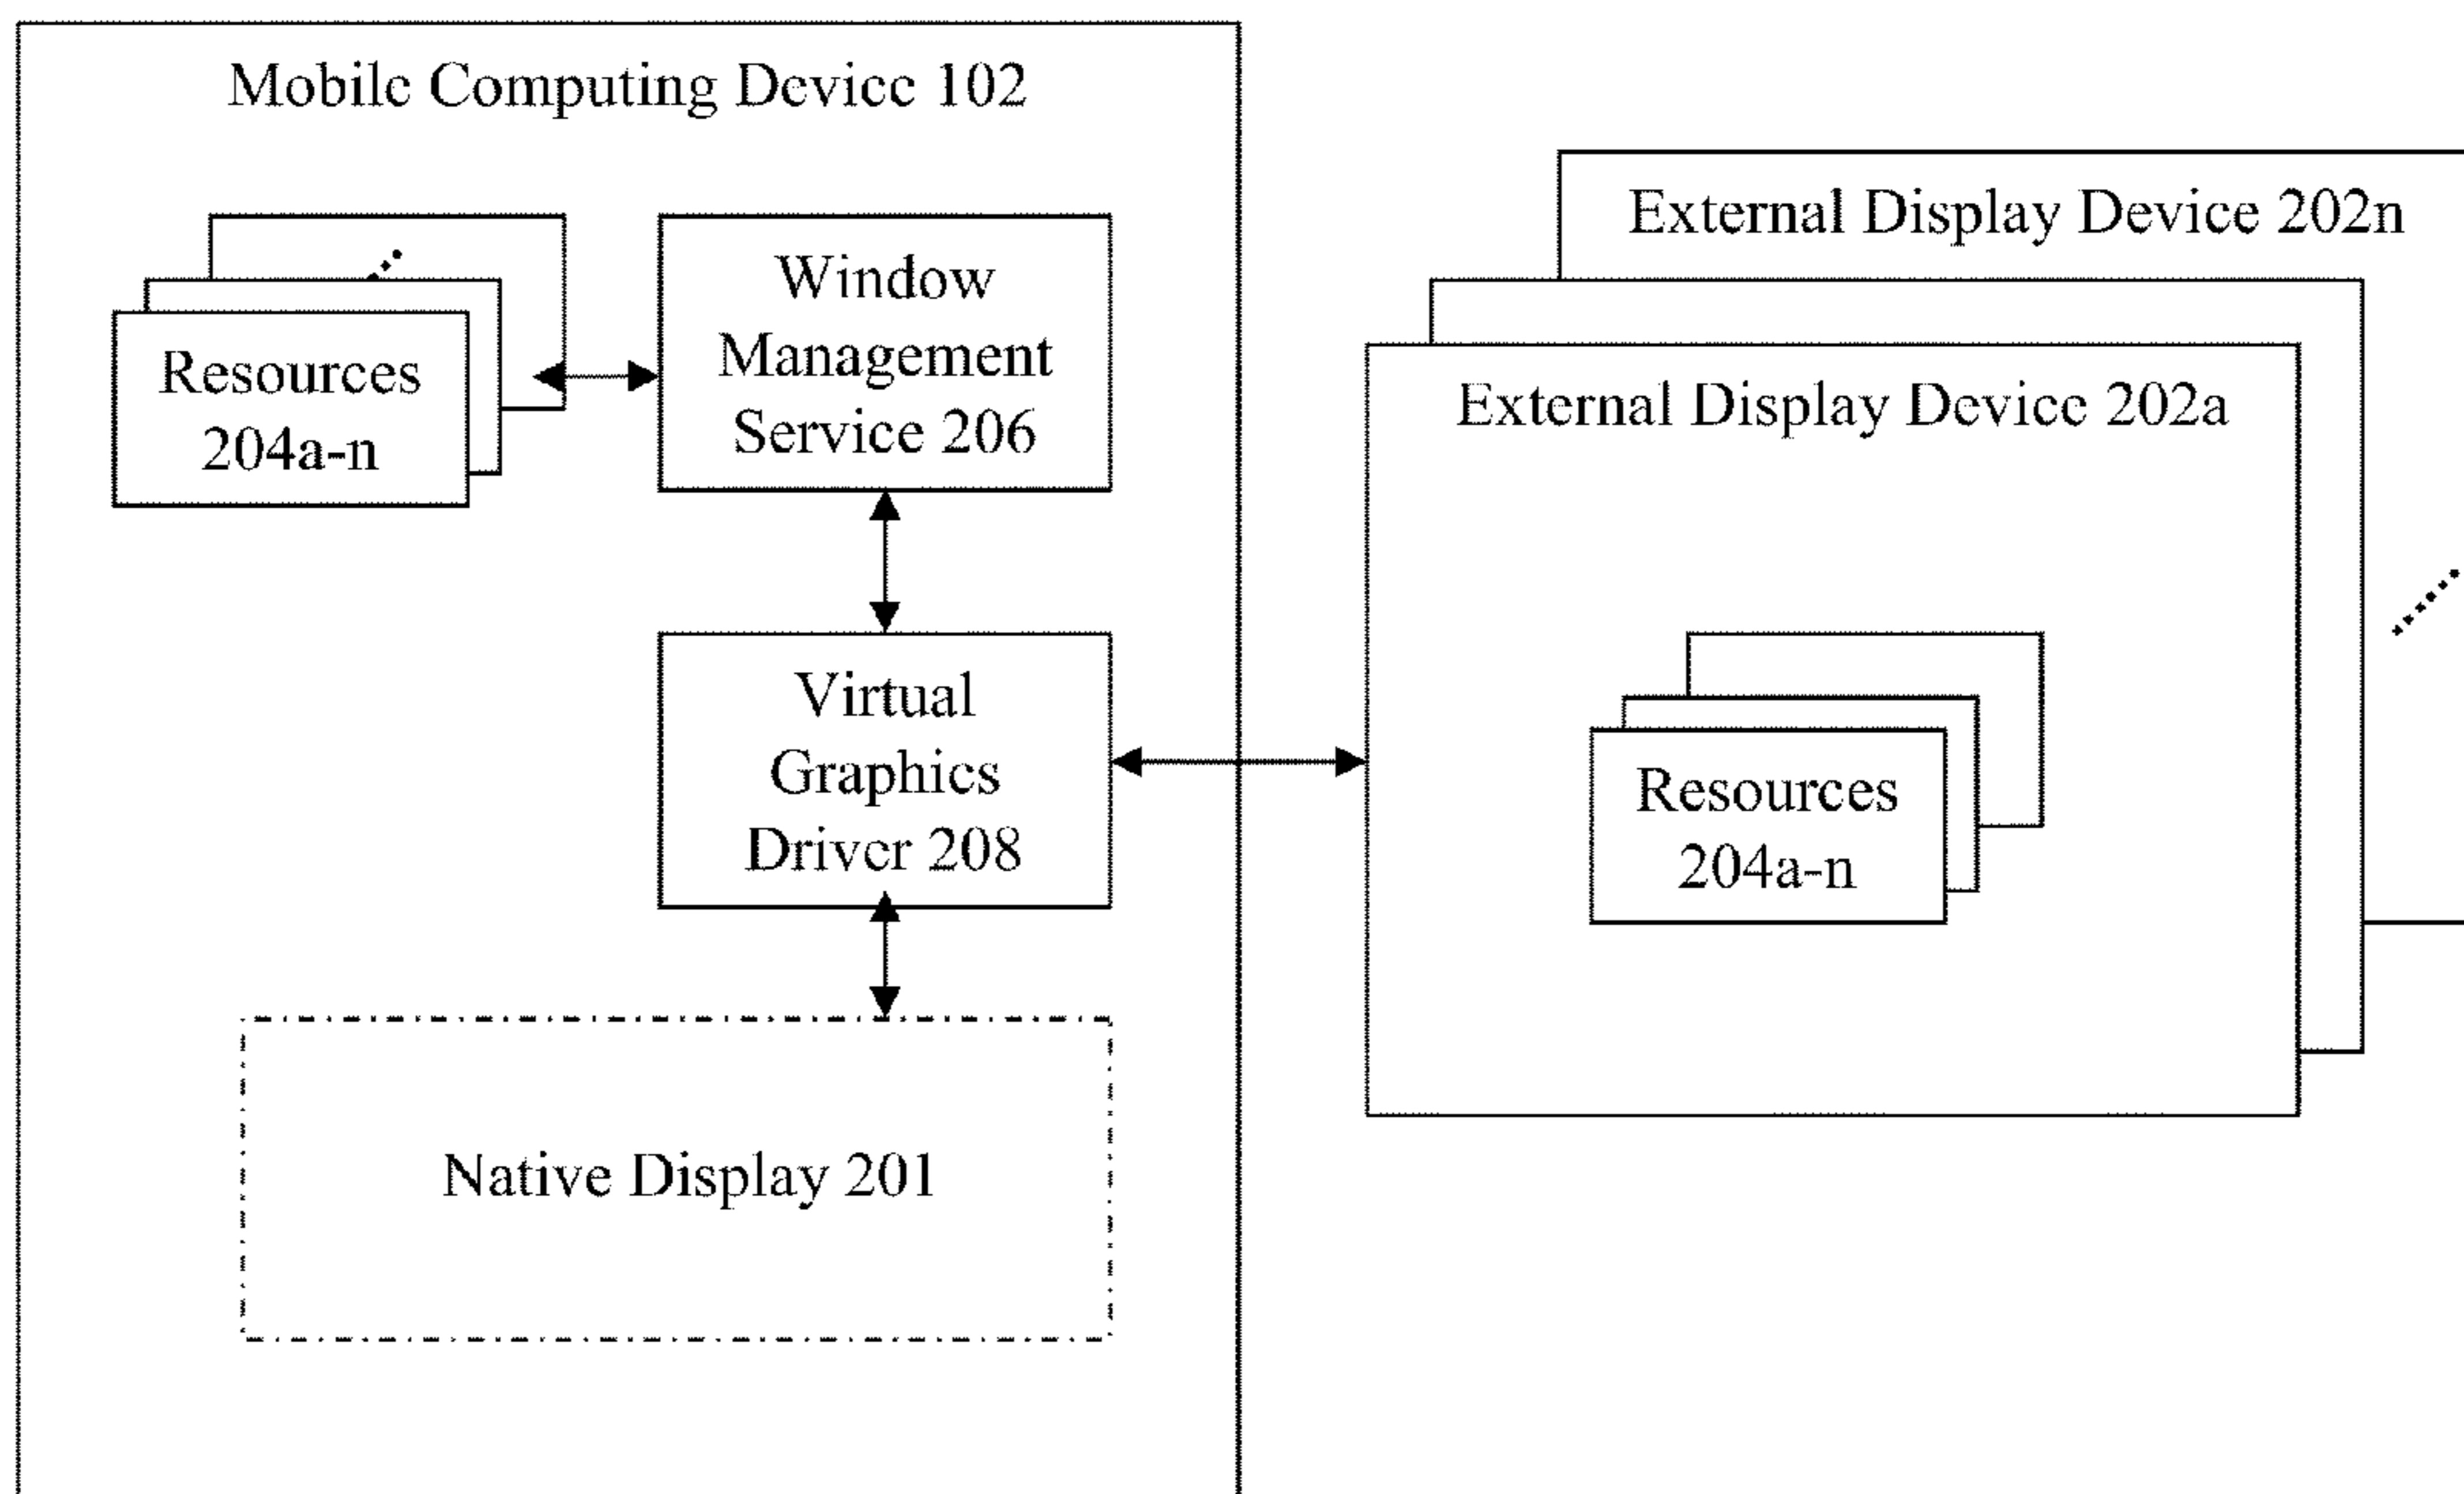 Mobile Computing Device 102
Resources
204a-n
Window
Management
Service 206
Virtual
Graphics
Driver 208
Native Display 201
External Display Device 202n
External Display Device 202a
Resources
204a-n